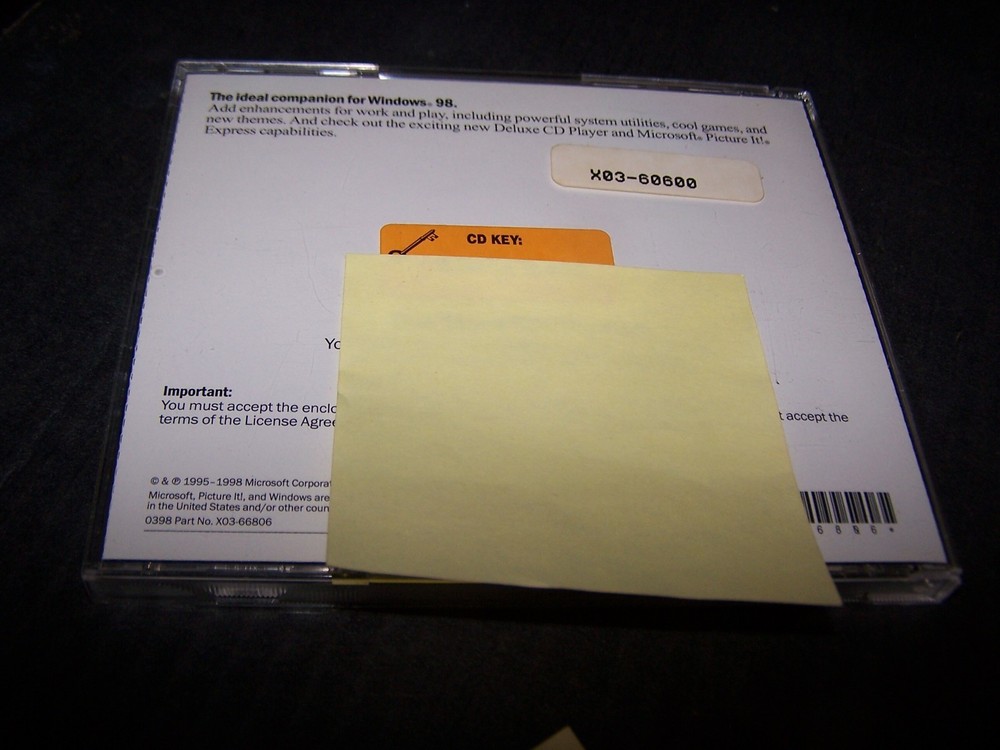 The ideal companion for Windows® 98.
Add enhancements for work and play, including powerful system utilities, cool games, and
new themes. And check out the exciting new Deluxe CD Player and Microsoft® Picture It!®
Express capabilities.
X03-60600
CD KEY:
Yo
Important:
You must accept the enclo
terms of the License Agree
t accept the
© & ℗ 1995–1998 Microsoft Corporat
Microsoft, Picture It!, and Windows are
in the United States and/or other coun
0398 Part No. X03-66806